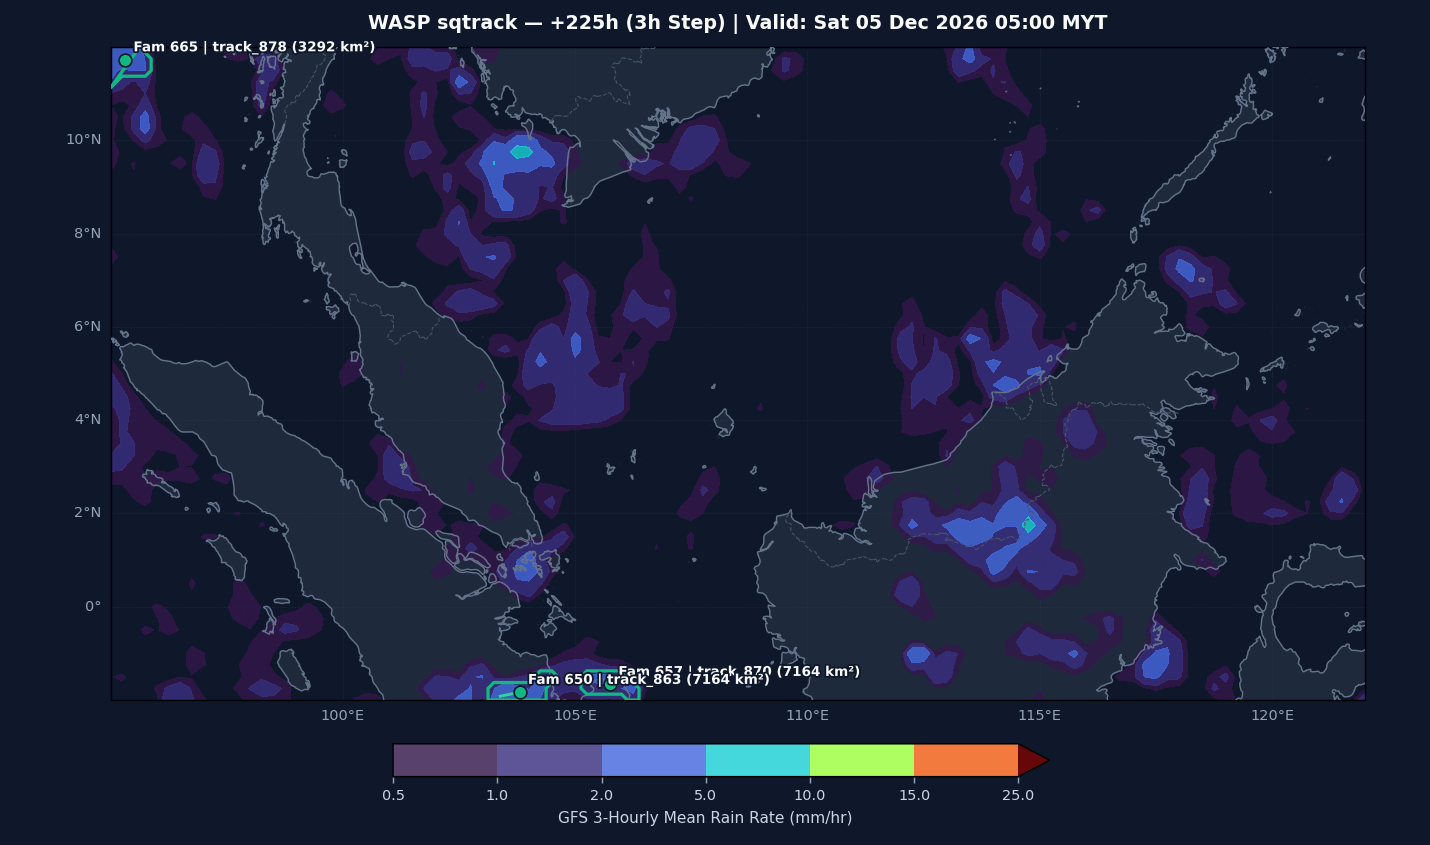 WASP sqtrack — +225h (3h Step) | Valid: Sat 05 Dec 2026 05:00 MYT
Fam 665 | track_878 (3292 km²)
10°N
8°N
6°N
4°N
2°N
0°
Fam 657 | track_870 (7164 km²)
Fam 650 | track_863 (7164 km²)
100°E
105°E
110°E
115°E
120°E
0.5
1.0
2.0
5.0
10.0
15.0
25.0
GFS 3-Hourly Mean Rain Rate (mm/hr)